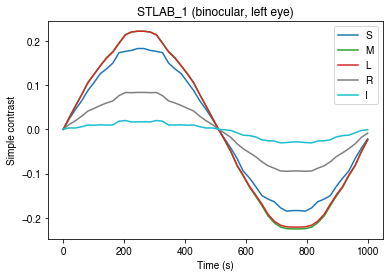 STLAB_1 (binocular, left eye)
Simple contrast
0.2
0.1
0.0
−0.1
−0.2
S
M
L
R
I
0
200
400
600
800
1000
Time (s)